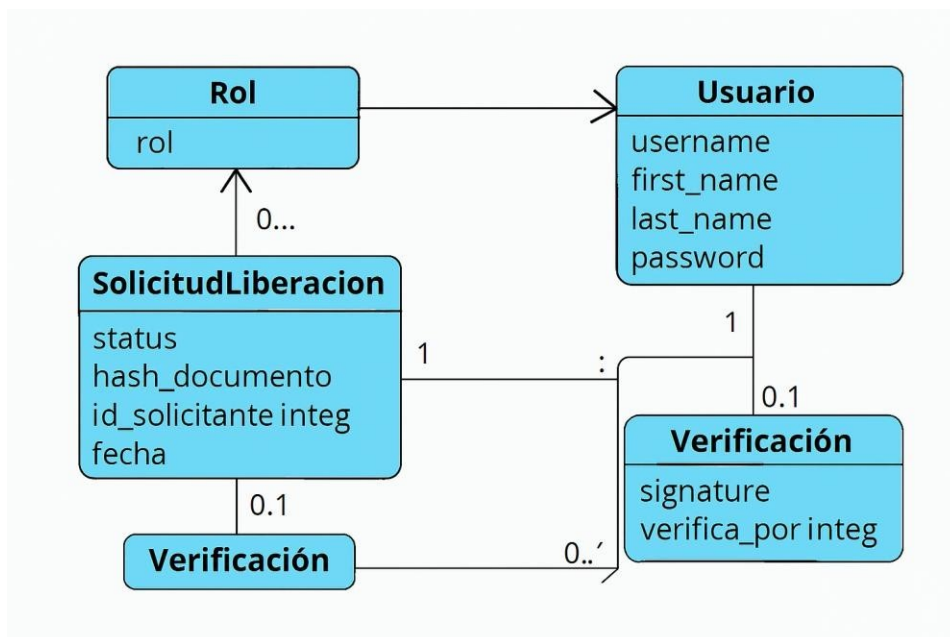 Rol
rol
Usuario
username
first_name
last_name
password
0...
SolicitudLiberacion
status
hash_documento
id_solicitante integ
fecha
1
:
1
0.1
Verificación
signature
verifica_por integ
0.1
Verificación
0..′